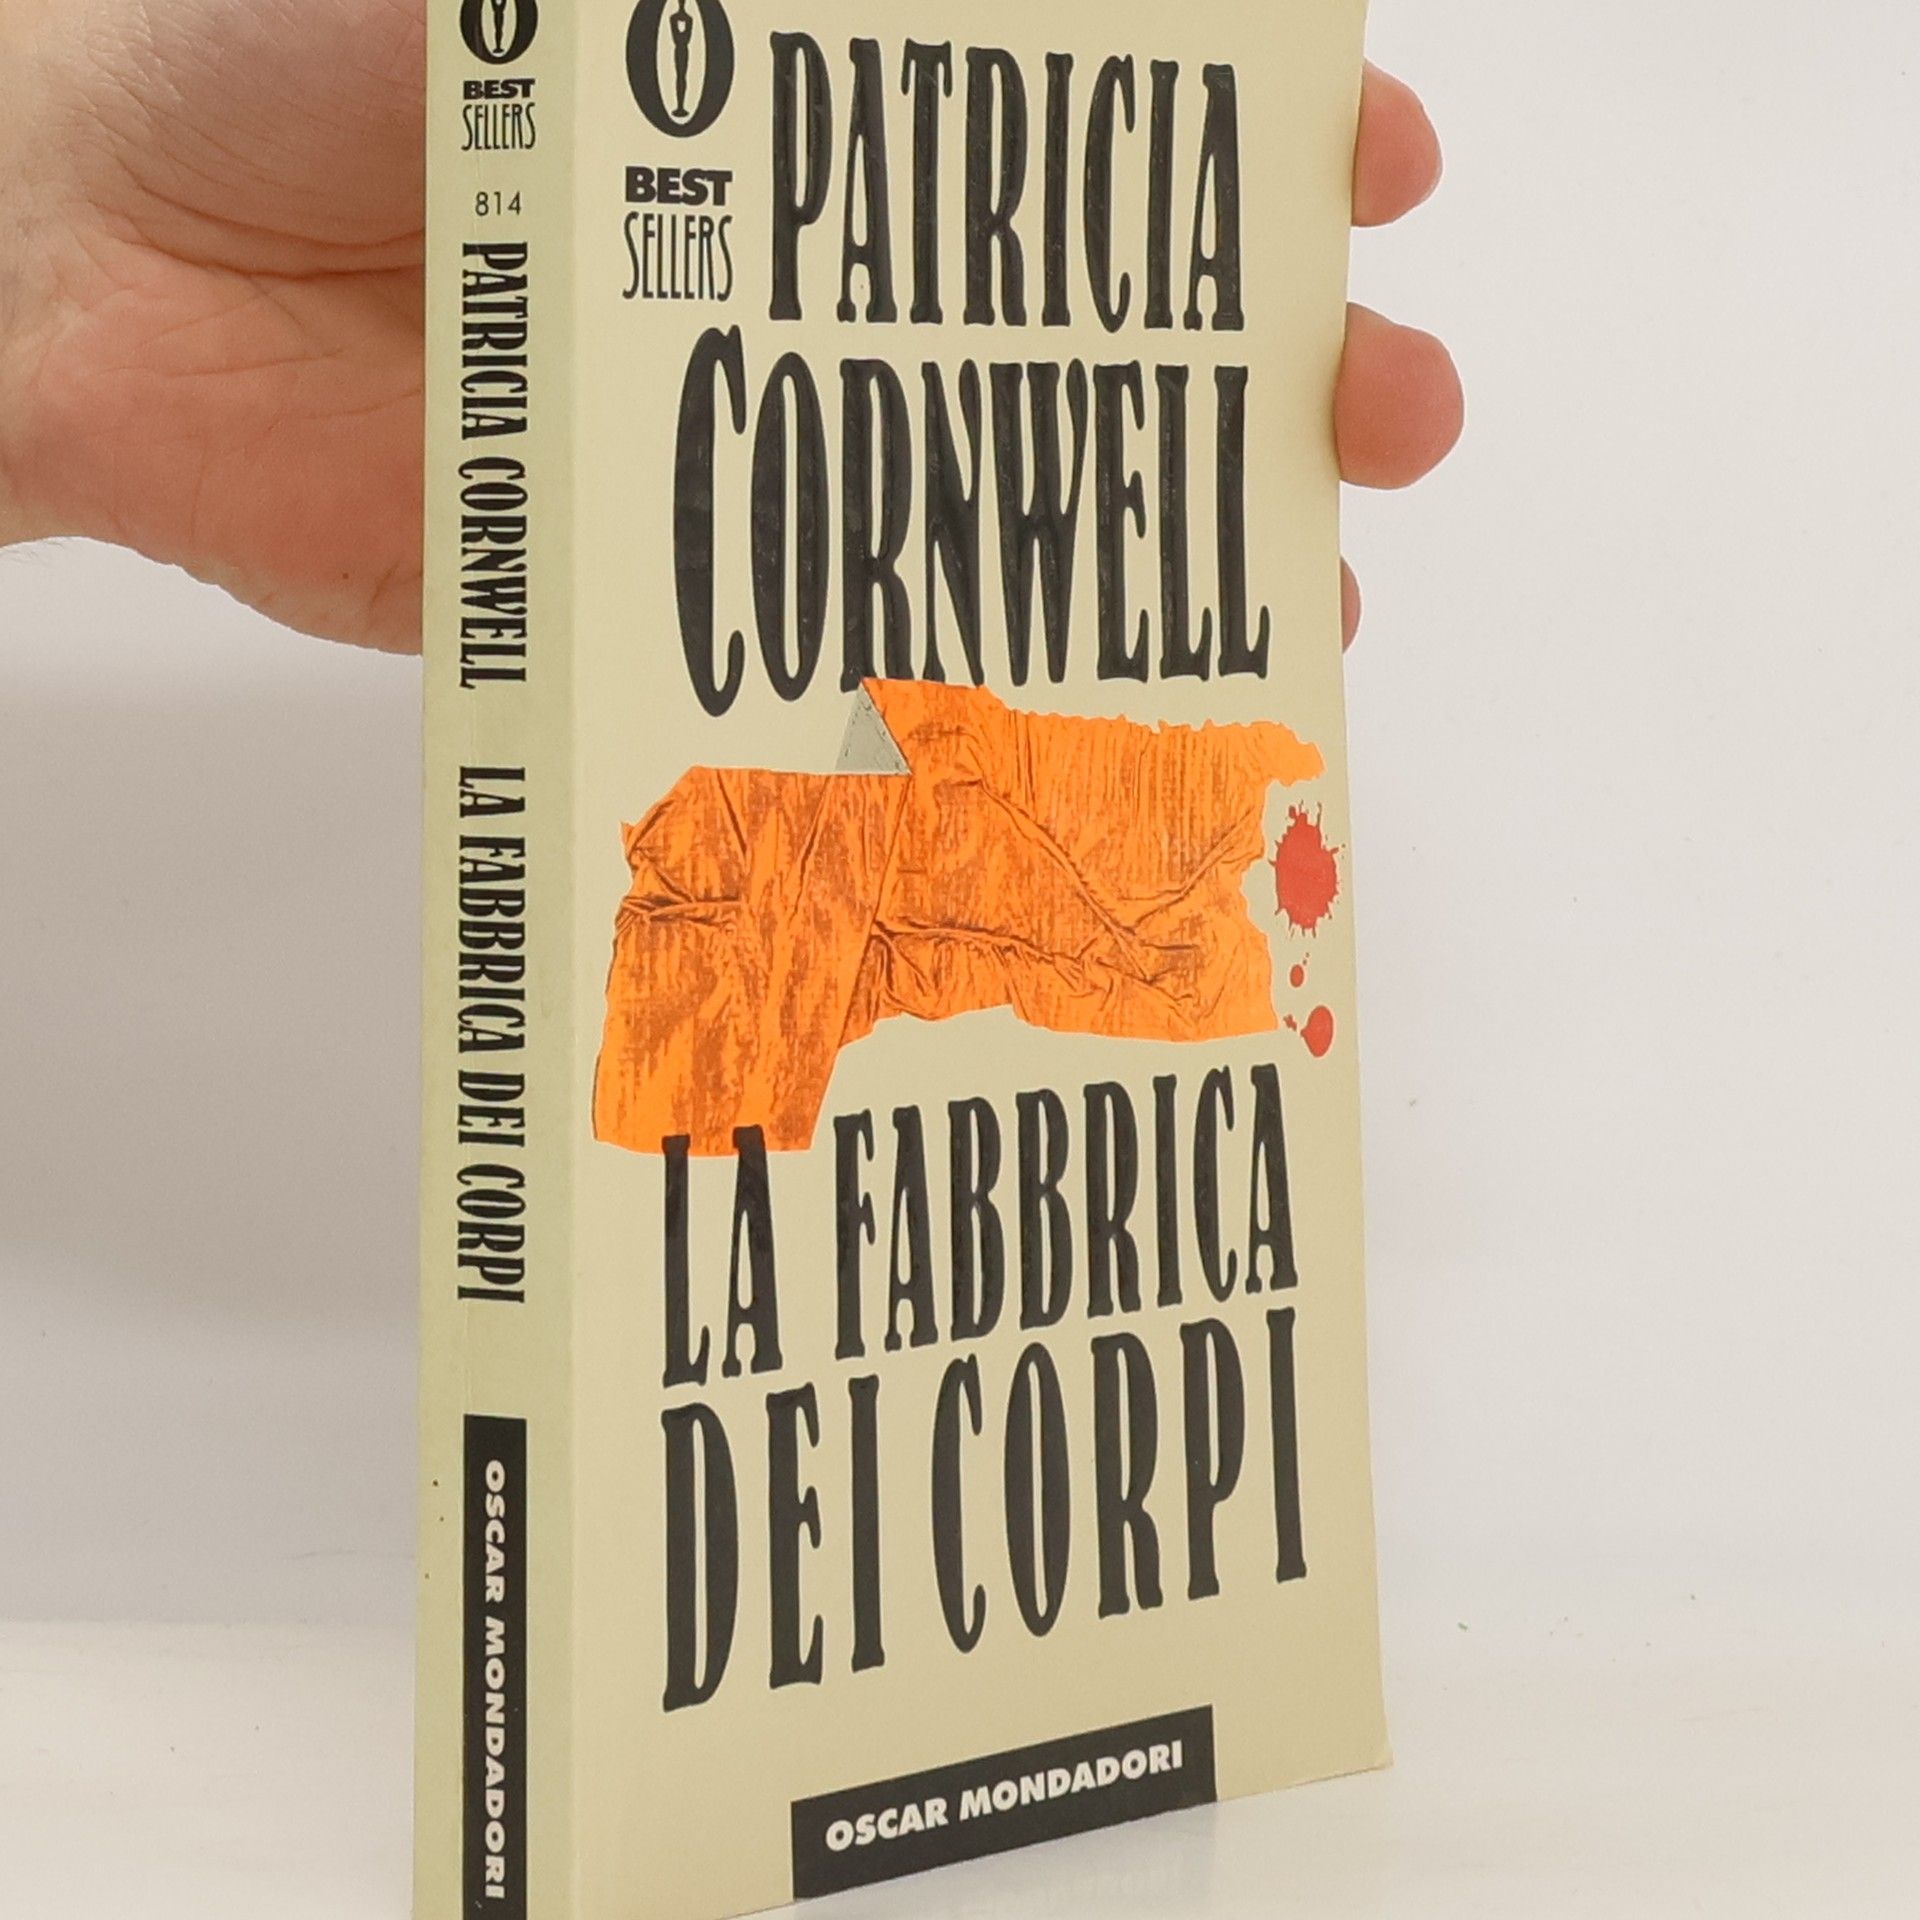 BEST
SELLERS
814
PATRICIA CORNWELL LA FABBRICA DEI CORPI
OSCAR MONDADORI
BEST
SELLERS
PATRICIA
CORNWELL
LA FABBRICA
DEI CORPI
OSCAR MONDADORI